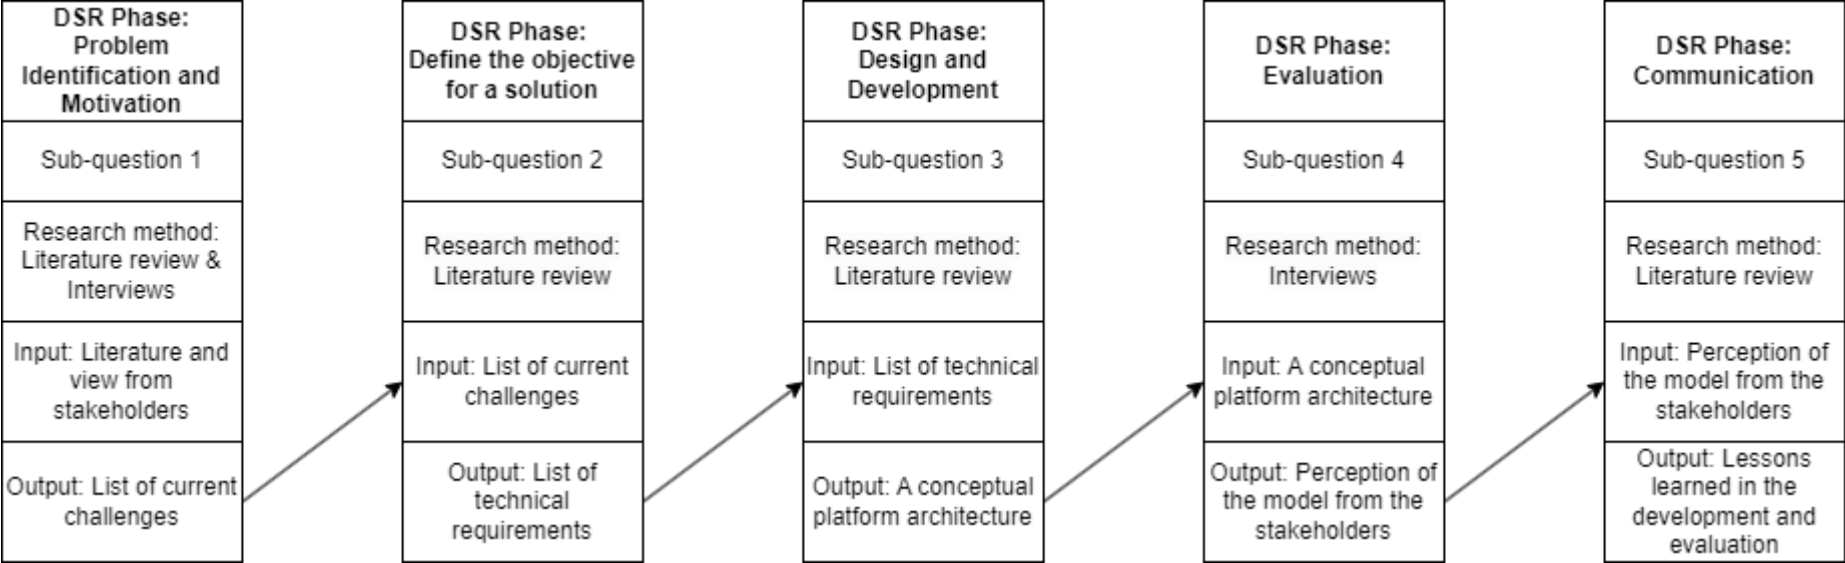 DSR Phase:
Problem
Identification and
Motivation
Sub-question 1
Research method:
Literature review &
Interviews
Input: Literature and
view from
stakeholders
Output: List of current
challenges
DSR Phase:
Define the objective
for a solution
Sub-question 2
Research method:
Literature review
Input: List of current
challenges
Output: List of
technical
requirements
DSR Phase:
Design and
Development
Sub-question 3
Research method:
Literature review
Input: List of technical
requirements
Output: A conceptual
platform architecture
DSR Phase:
Evaluation
Sub-question 4
Research method:
Interviews
Input: A conceptual
platform architecture
Output: Perception of
the model from the
stakeholders
DSR Phase:
Communication
Sub-question 5
Research method:
Literature review
Input: Perception of
the model from the
stakeholders
Output: Lessons
learned in the
development and
evaluation